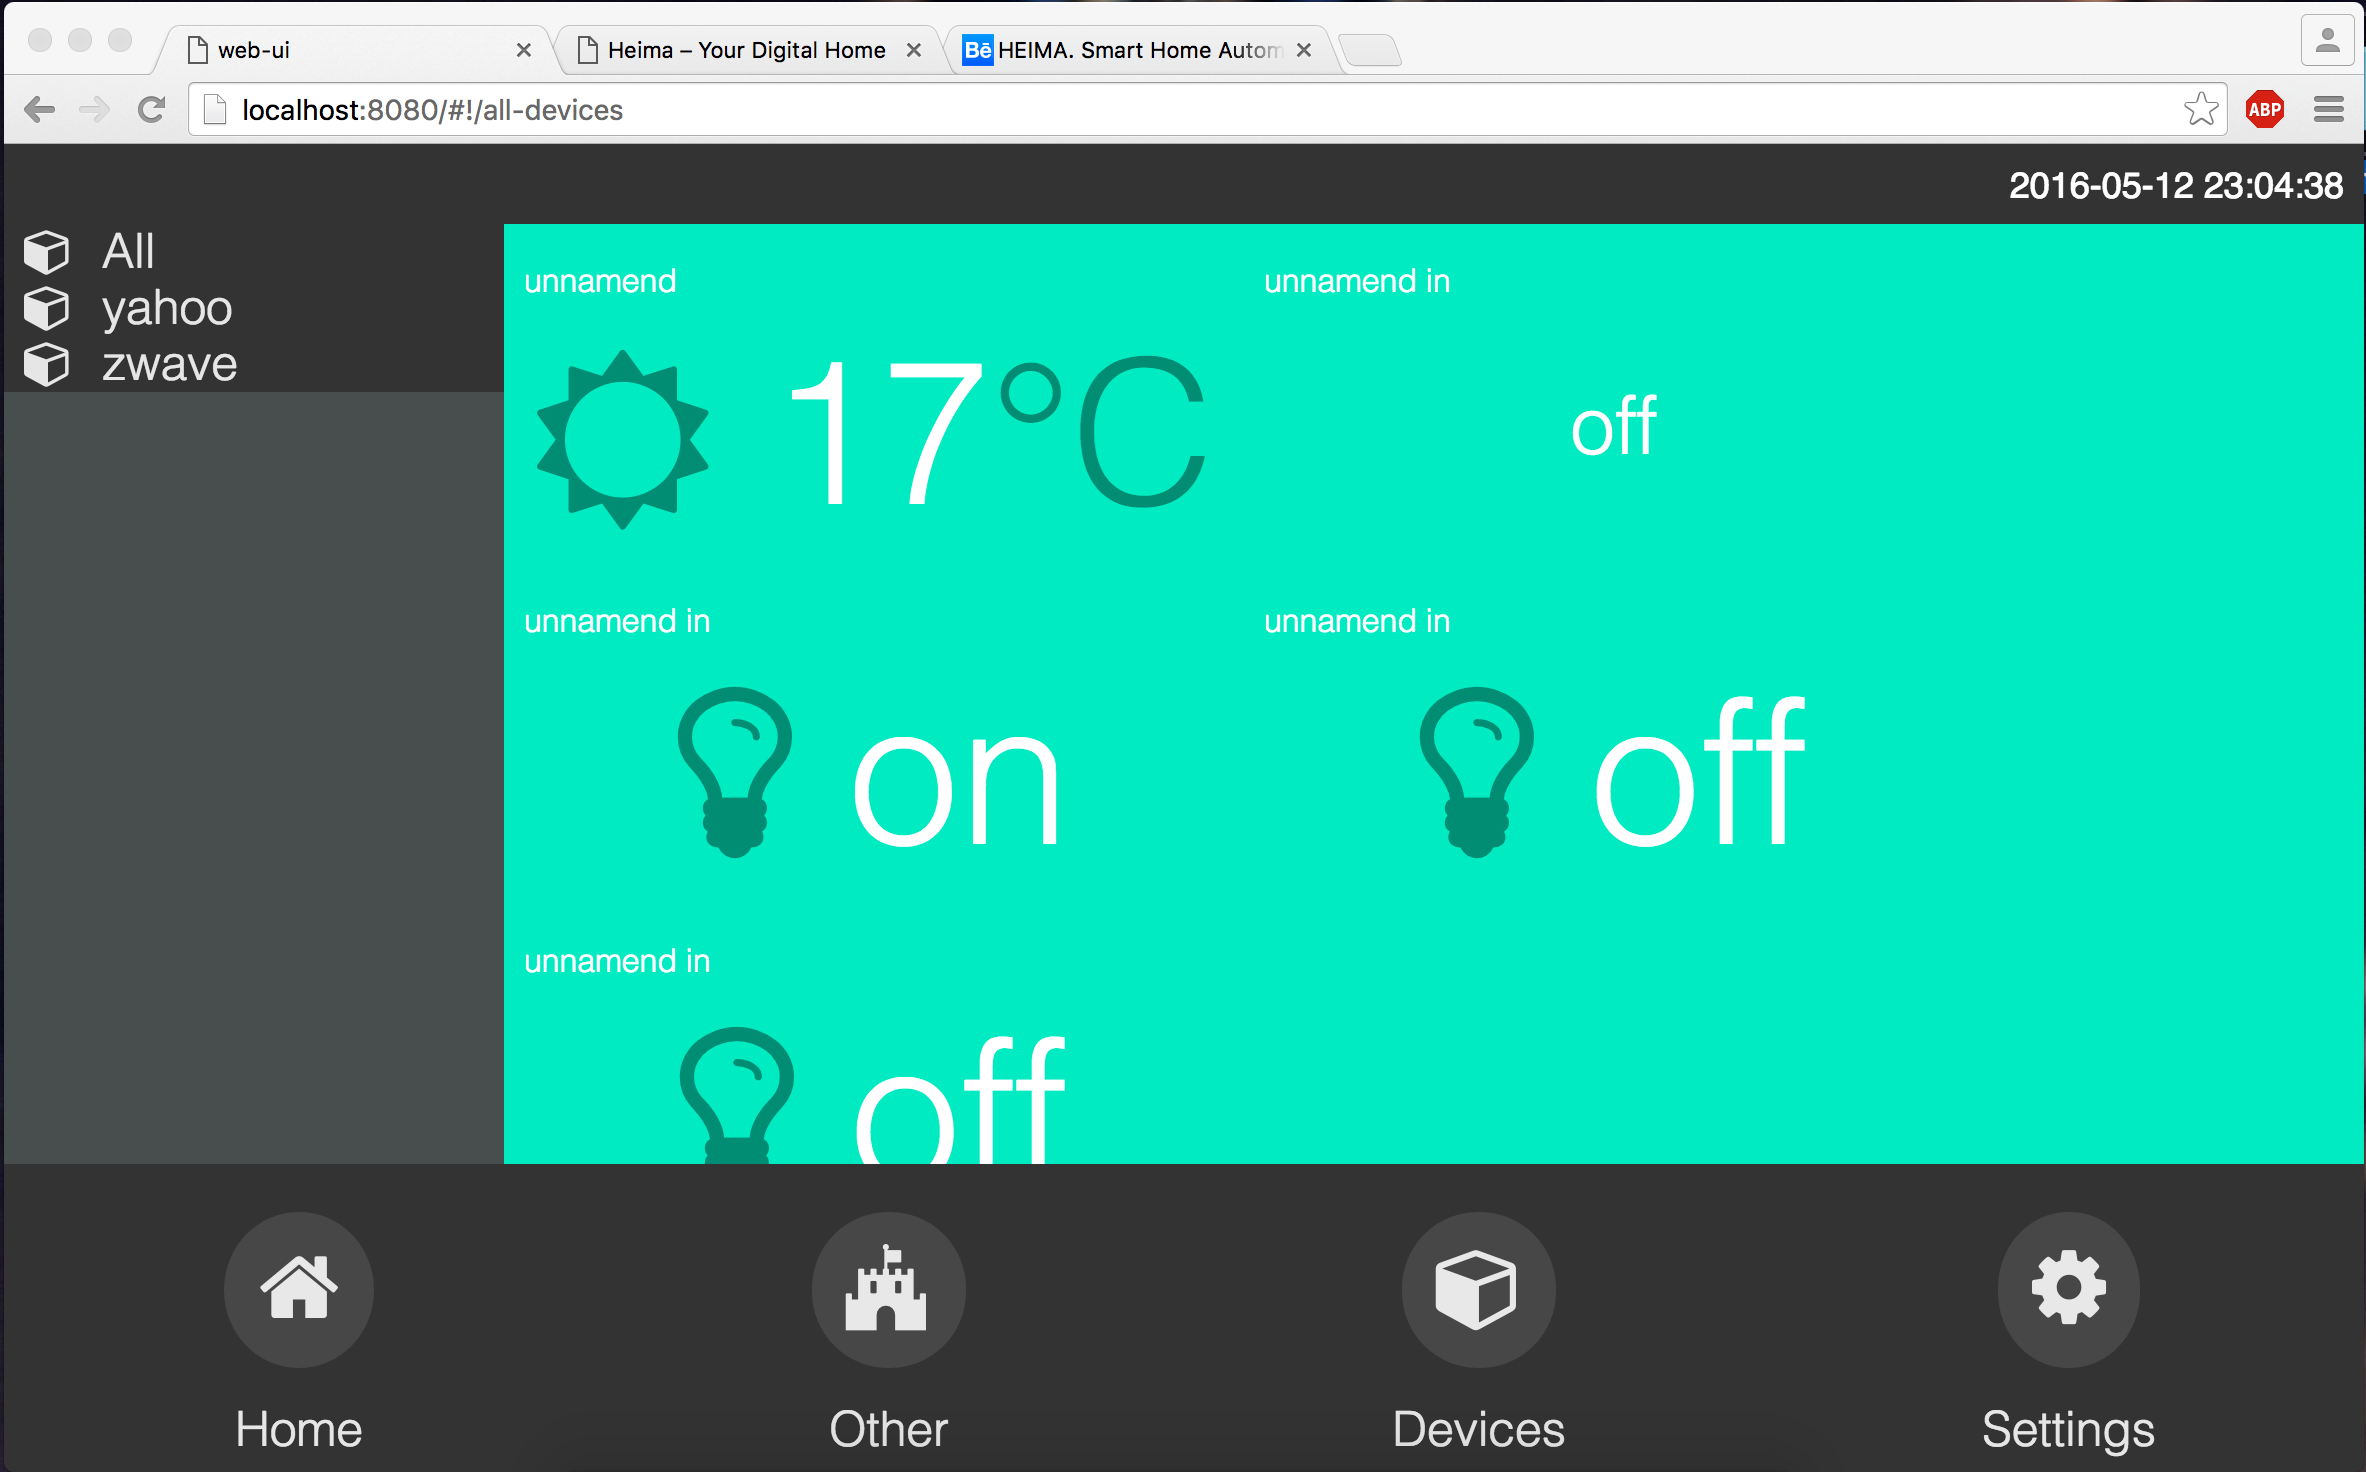 web-ui
Heima – Your Digital Home
Bē HEIMA. Smart Home Autom
localhost:8080/#!/all-devices
ABP
2016-05-12 23:04:38
All
yahoo
zwave
unnamend
unnamend in
17°C
off
unnamend in
unnamend in
on
off
unnamend in
off
Home
Other
Devices
Settings